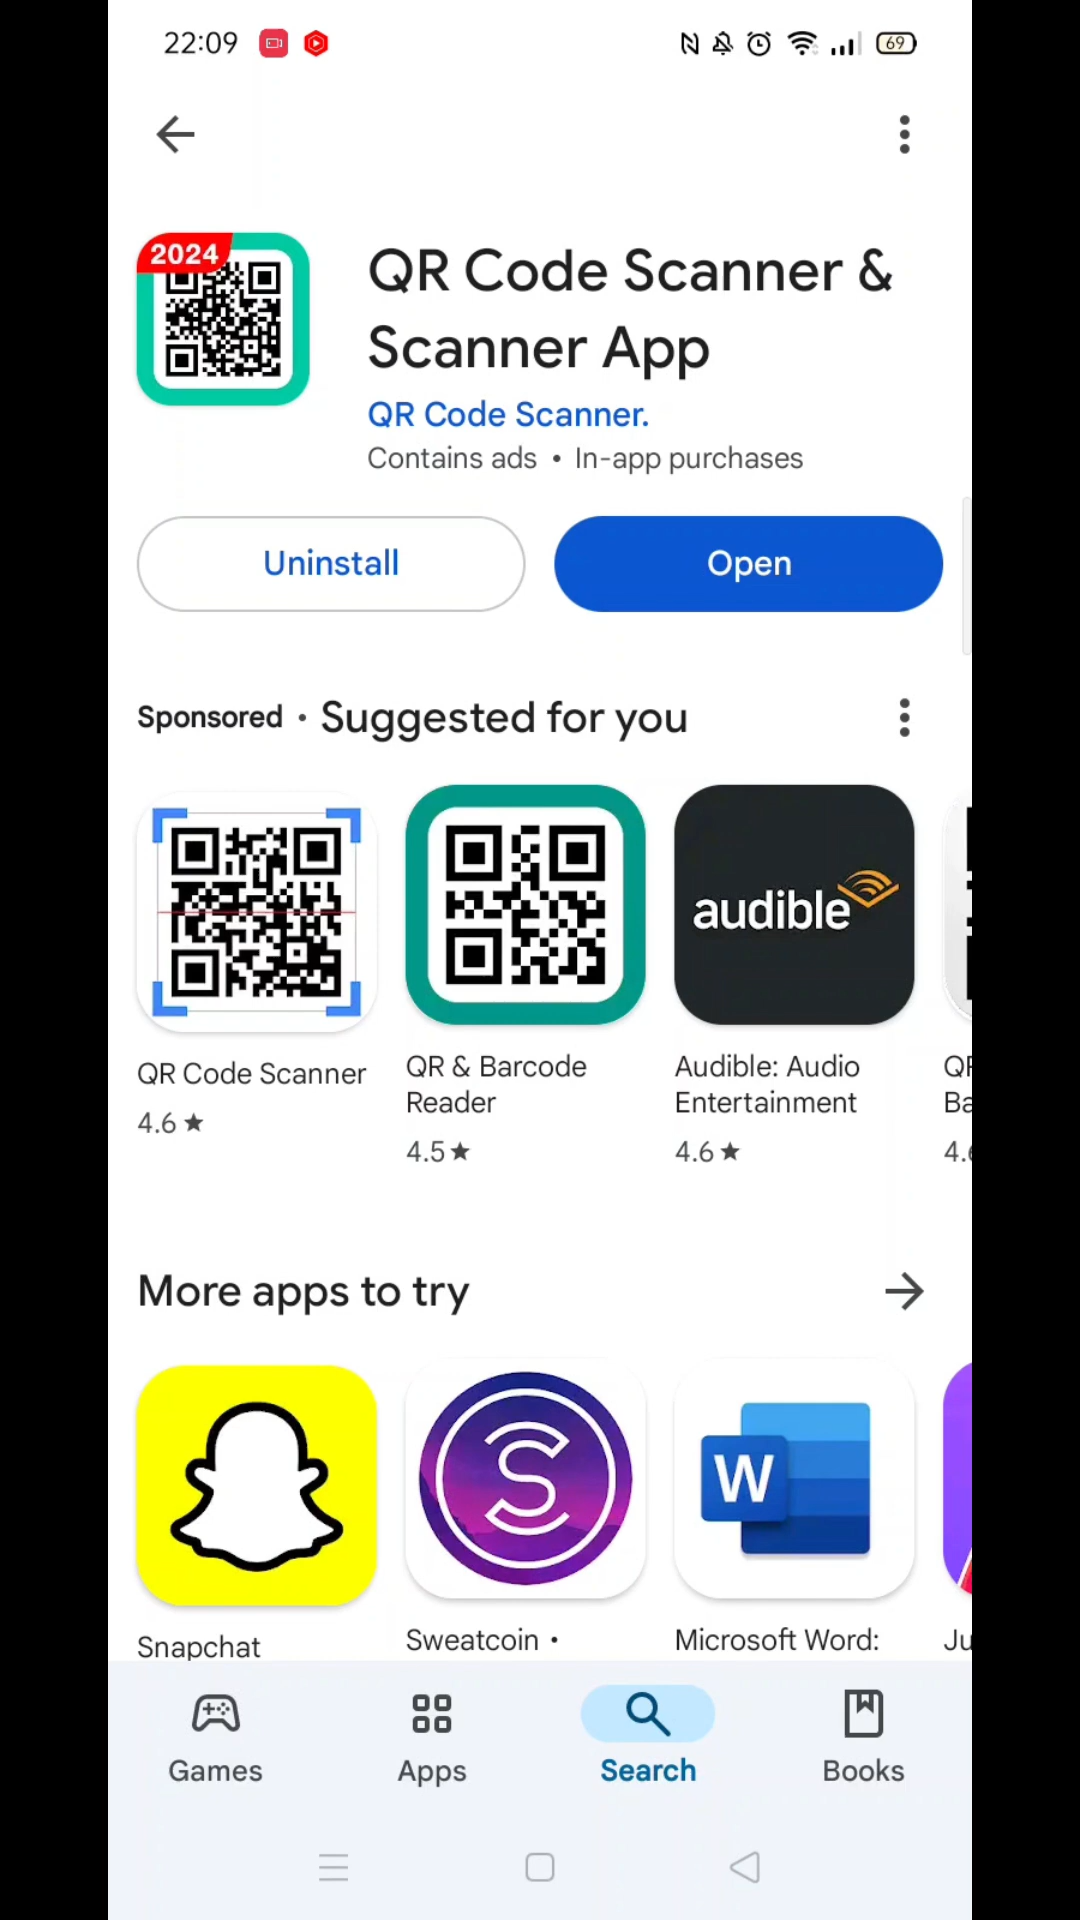 22:09
69
2024
QR Code Scanner &
Scanner App
QR Code Scanner.
Contains ads • In-app purchases
Uninstall
Open
Sponsored • Suggested for you
audible
QR Code Scanner
4.6 ★
QR & Barcode
Reader
4.5 ★
Audible: Audio
Entertainment
4.6 ★
More apps to try
S
W
Snapchat
Sweatcoin •
Microsoft Word:
Games
Apps
Search
Books